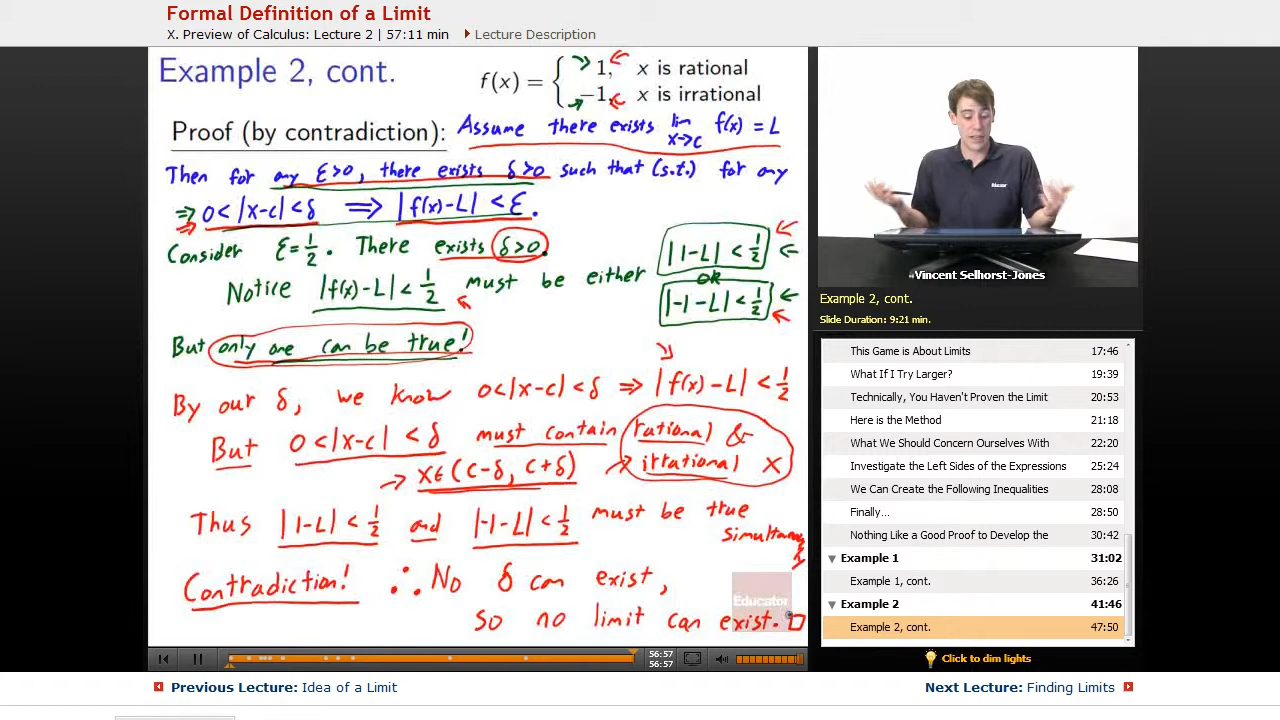 Formal Definition of a Limit
X. Preview of Calculus: Lecture 2 | 57:11 min
Lecture Description
Example 2, cont.
f(x) = { 1, x is rational
−1, x is irrational
Proof (by contradiction): Assume there exists lim x→c f(x) = L
Then for any ε>0, there exists δ>0 such that (s.t.) for any
⇒ 0<|x-c|<δ ⟹ |f(x)-L|<ε.
Consider ε=1/2. There exists δ>0.
Notice |f(x)-L|<1/2 must be either
|1-L|<1/2
OR
|-1-L|<1/2
But only one can be true!
By our δ, we know 0<|x-c|<δ ⇒ |f(x)-L|<1/2
But 0<|x-c|<δ must contain rational &
→ x∈(c-δ, c+δ) → irrational x
Thus |1-L|<1/2 and |-1-L|<1/2 must be true
Contradiction! ∴ No δ can exist,
so no limit can exist. □
Educator
Vincent Selhorst-Jones
Example 2, cont.
Slide Duration: 9:21 min.
This Game is About Limits 17:46
What If I Try Larger? 19:39
Technically, You Haven't Proven the Limit 20:53
Here is the Method 21:18
What We Should Concern Ourselves With 22:20
Investigate the Left Sides of the Expressions 25:24
We Can Create the Following Inequalities 28:08
Finally... 28:50
Nothing Like a Good Proof to Develop the 30:42
Example 1 31:02
Example 1, cont. 36:26
Example 2 41:46
Example 2, cont. 47:50
56:57
56:57
Click to dim lights
Previous Lecture: Idea of a Limit
Next Lecture: Finding Limits